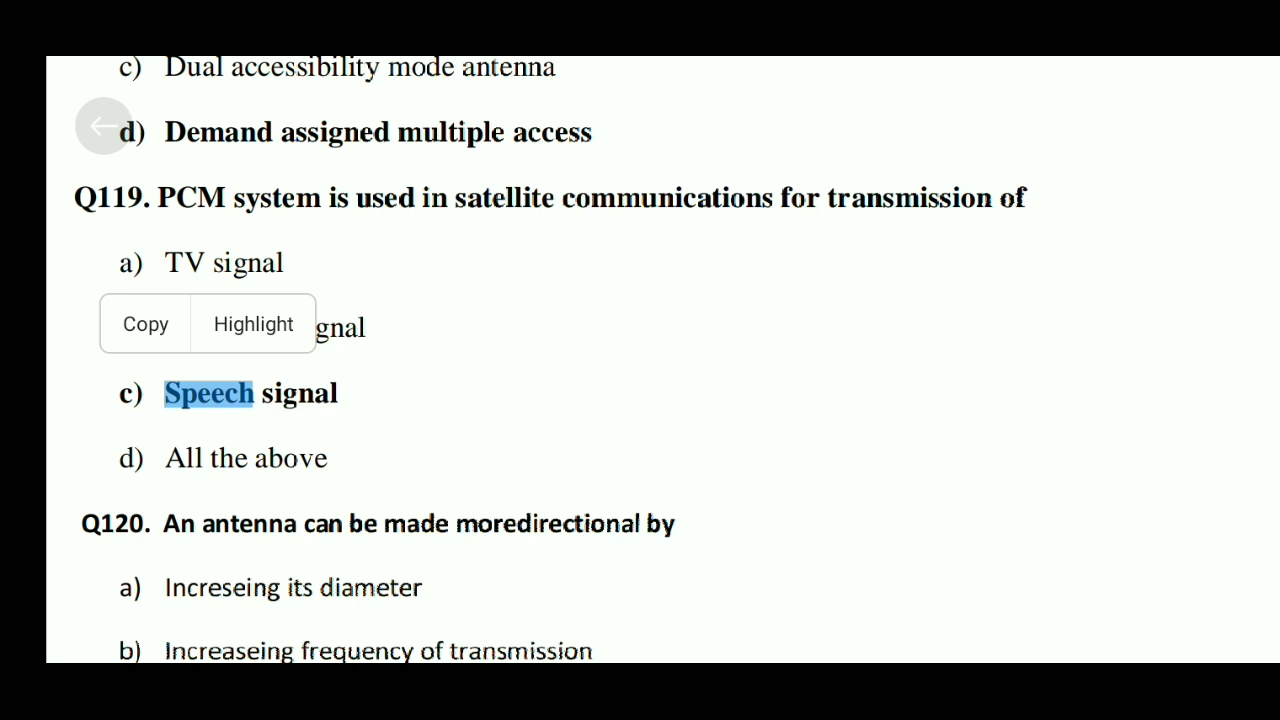 c) Dual accessibility mode antenna
d) Demand assigned multiple access
Q119. PCM system is used in satellite communications for transmission of
a) TV signal
Copy Highlight gnal
c) Speech signal
d) All the above
Q120. An antenna can be made moredirectional by
a) Increseing its diameter
b) Increaseing frequency of transmission